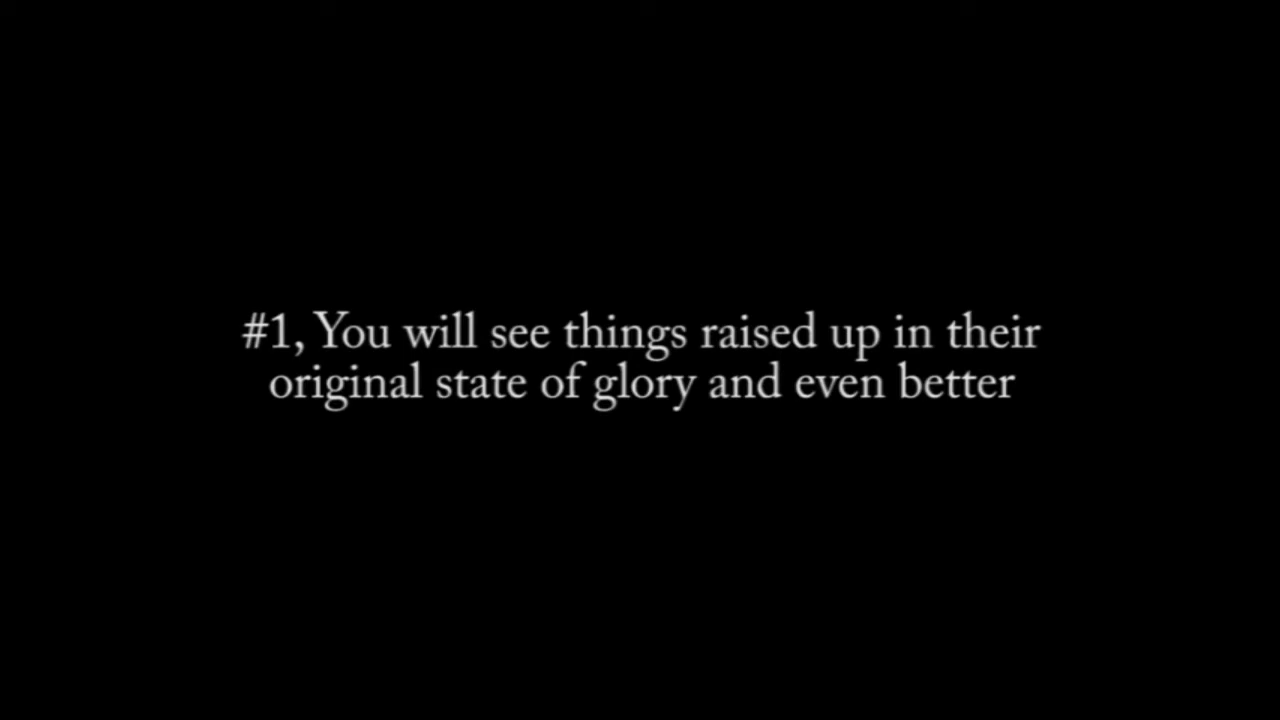 #1, You will see things raised up in their
original state of glory and even better